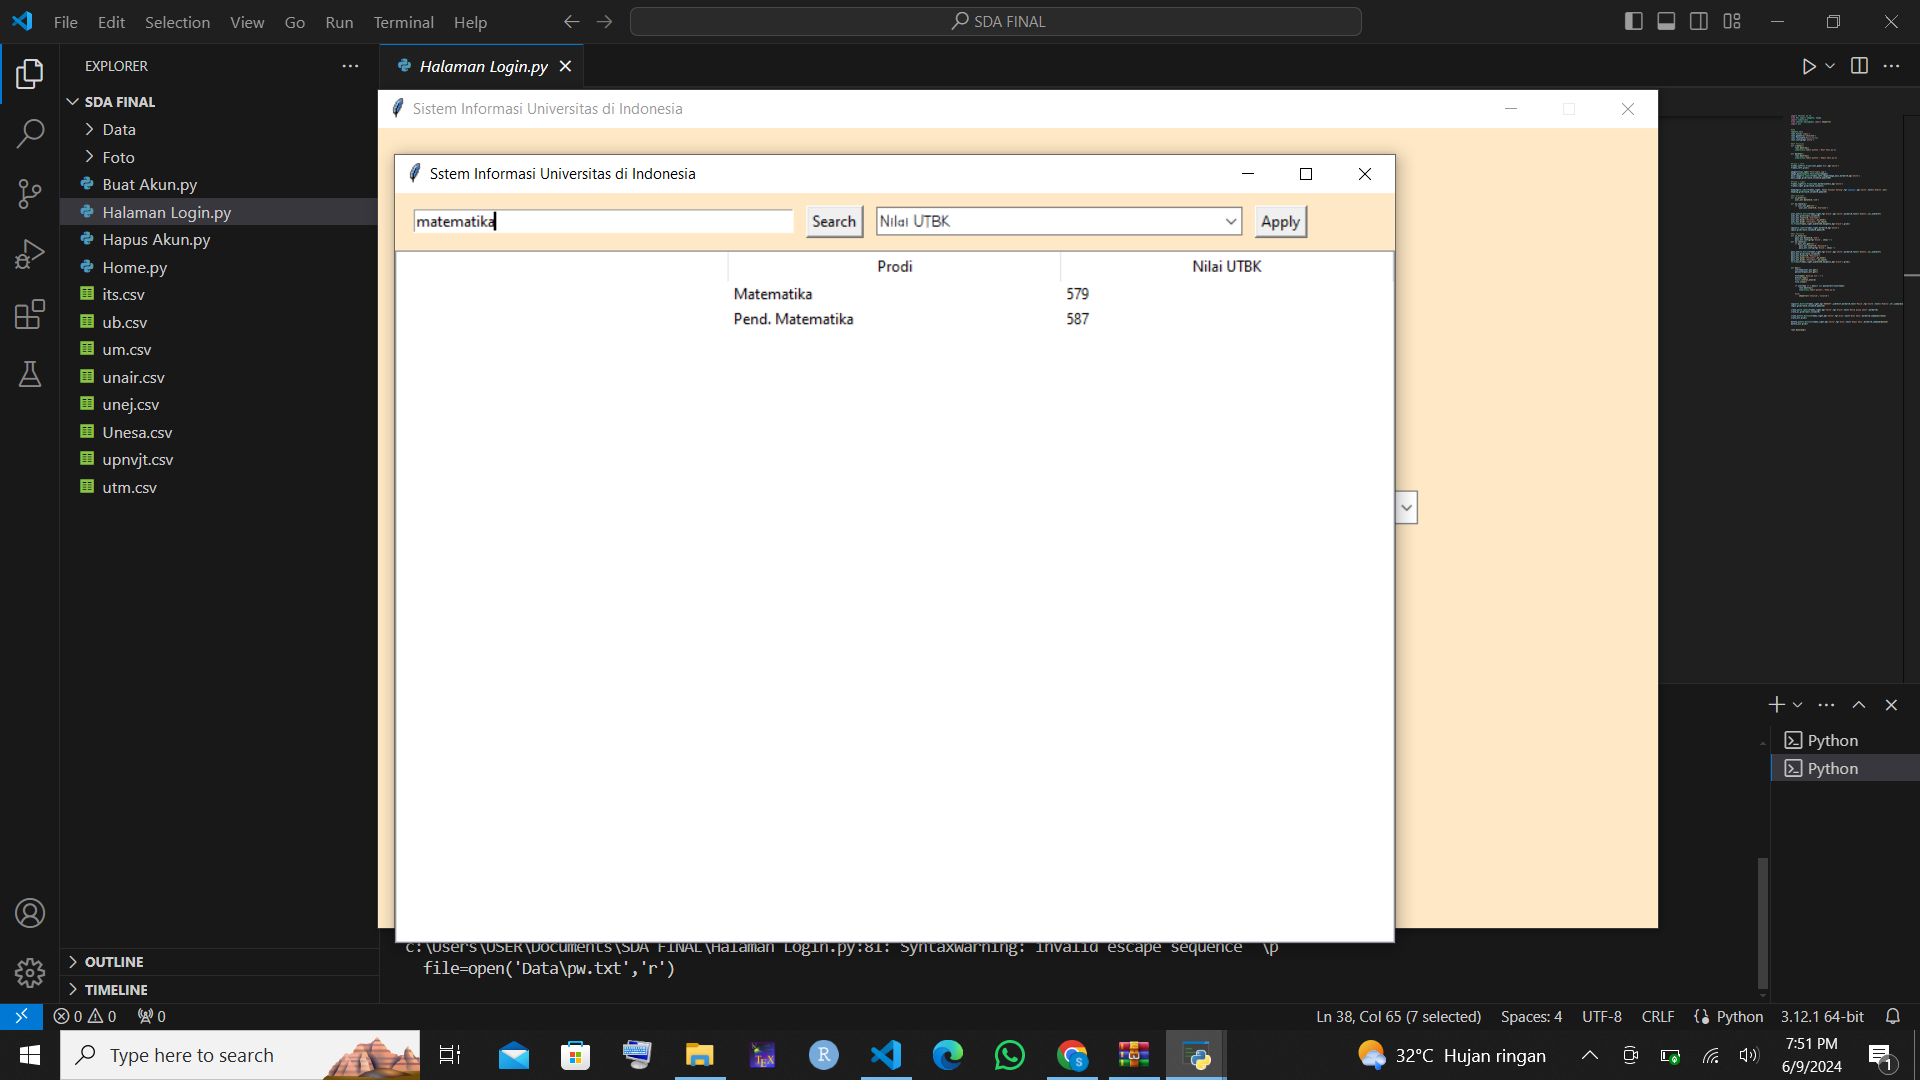 File Edit Selection View Go Run Terminal Help
SDA FINAL
EXPLORER
Halaman Login.py
SDA FINAL
Data
Foto
Buat Akun.py
Halaman Login.py
Hapus Akun.py
Home.py
its.csv
ub.csv
um.csv
unair.csv
unej.csv
Unesa.csv
upnvjt.csv
utm.csv
OUTLINE
TIMELINE
Sistem Informasi Universitas di Indonesia
Sstem Informasi Universitas di Indonesia
matematika Search Nilai UTBK Apply
Prodi Nilai UTBK
Matematika 579
Pend. Matematika 587
Python
Python
c:\Users\USER\Documents\SDA FINAL\Halaman Login.py:81: SyntaxWarning: invalid escape sequence '\p
file=open('Data\pw.txt','r')
0 0 0
Ln 38, Col 65 (7 selected) Spaces: 4 UTF-8 CRLF Python 3.12.1 64-bit
Type here to search
TEX
R
S
32°C Hujan ringan
7:51 PM
6/9/2024
1